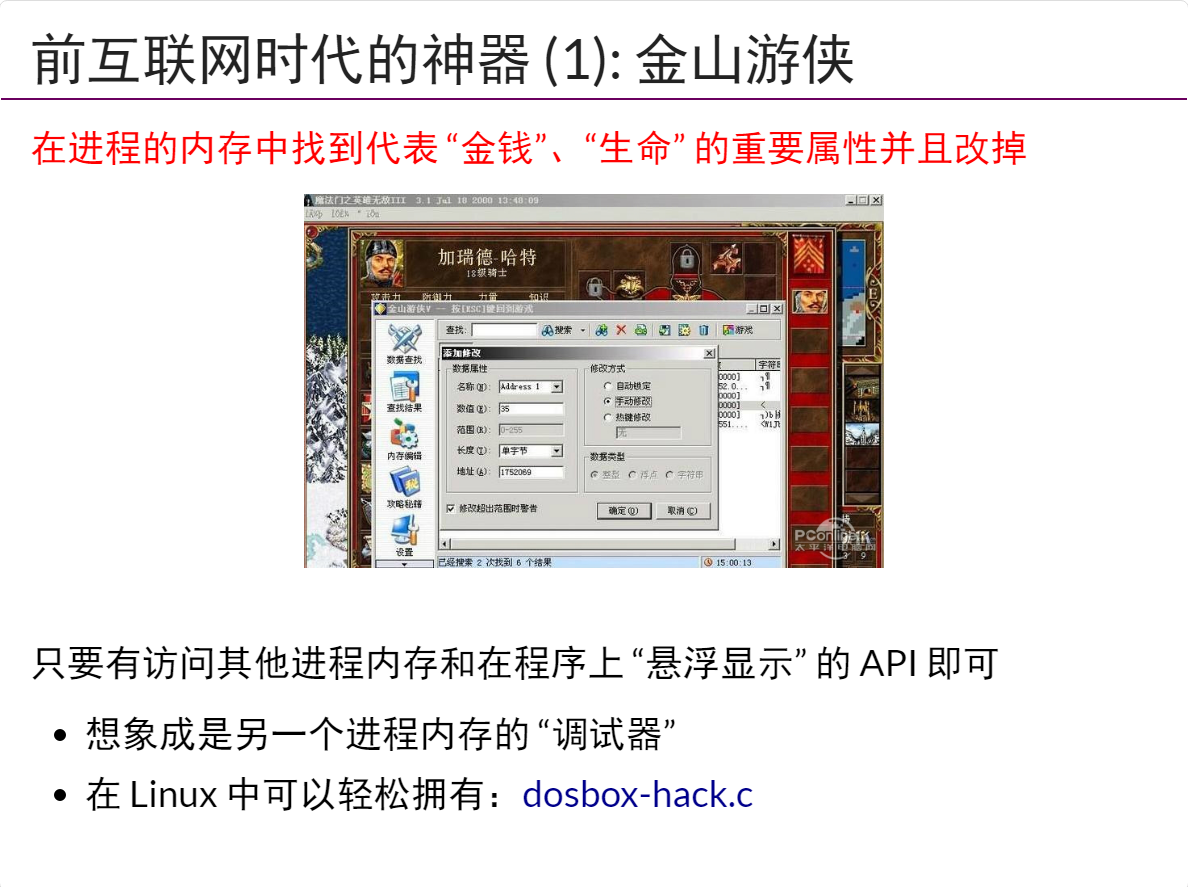 前互联网时代的神器 (1): 金山游侠
在进程的内存中找到代表 “金钱”、“生命” 的重要属性并且改掉
魔法门之英雄无敌III 3.1 Jul 18 2000 13:48:09
加瑞德-哈特
18级骑士
攻击力 防御力 力量 知识
金山游侠V — 按[ESC]键回到游戏
查找: 搜索 游戏
数据查找
查找结果
内存编辑
攻略秘籍
设置
添加修改
数据属性
名称(N): Address 1
数值(E): 35
范围(R): 0-255
长度(T): 单字节
地址(A): 1752069
修改方式
自动锁定
手动修改
热键修改
无
数据类型
整型 浮点 字符串
修改超出范围时警告
确定(O) 取消(C)
字符串
已经搜索 2 次找到 6 个结果
15:00:13
PConline
太平洋电脑网
只要有访问其他进程内存和在程序上 “悬浮显示” 的 API 即可
• 想象成是另一个进程内存的 “调试器”
• 在 Linux 中可以轻松拥有：dosbox-hack.c